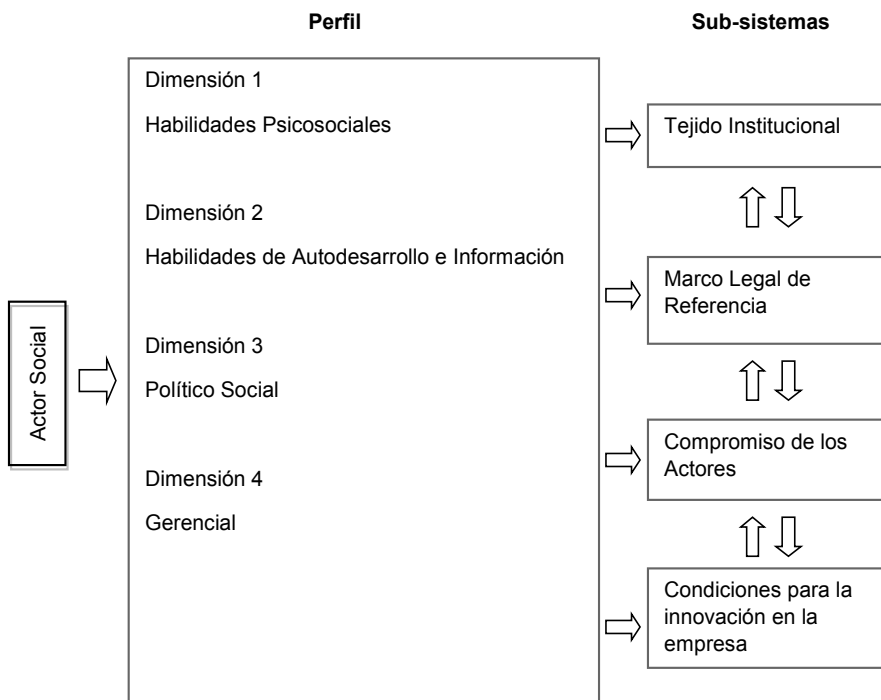 Perfil
Sub-sistemas
Actor Social
Dimensión 1
Habilidades Psicosociales
Dimensión 2
Habilidades de Autodesarrollo e Información
Dimensión 3
Político Social
Dimensión 4
Gerencial
Tejido Institucional
Marco Legal de
Referencia
Compromiso de los
Actores
Condiciones para la
innovación en la
empresa